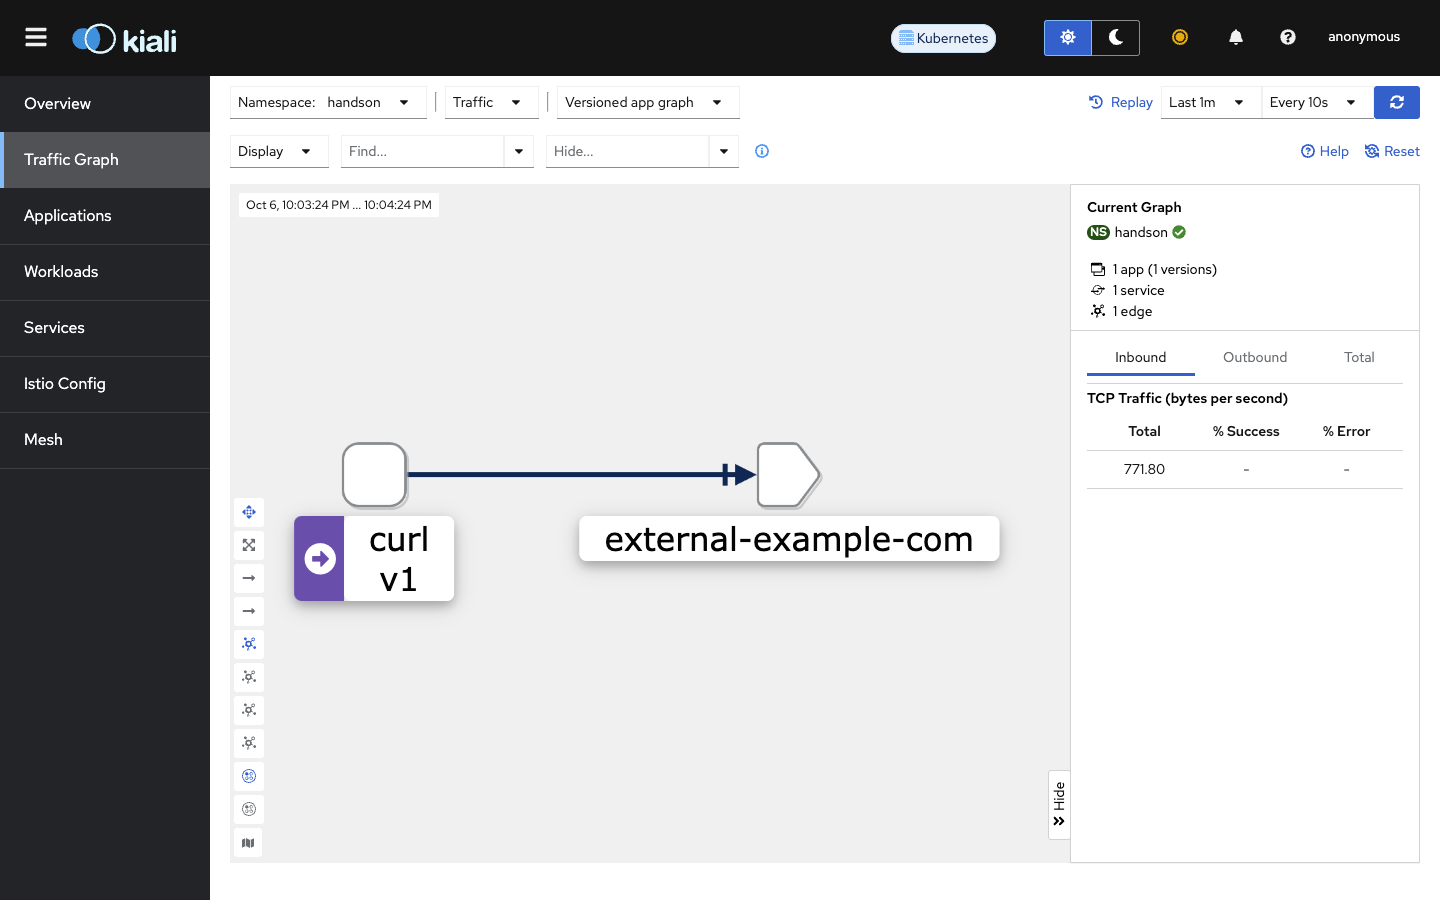 kiali
Kubernetes
anonymous
Overview
Traffic Graph
Applications
Workloads
Services
Istio Config
Mesh
Namespace: handson
Traffic
Versioned app graph
Replay
Last 1m
Every 10s
Display
Find...
Hide...
Help
Reset
Oct 6, 10:03:24 PM ... 10:04:24 PM
curl
v1
external-example-com
Hide
Current Graph
NS handson
1 app (1 versions)
1 service
1 edge
Inbound Outbound Total
TCP Traffic (bytes per second)
Total % Success % Error
771.80 - -